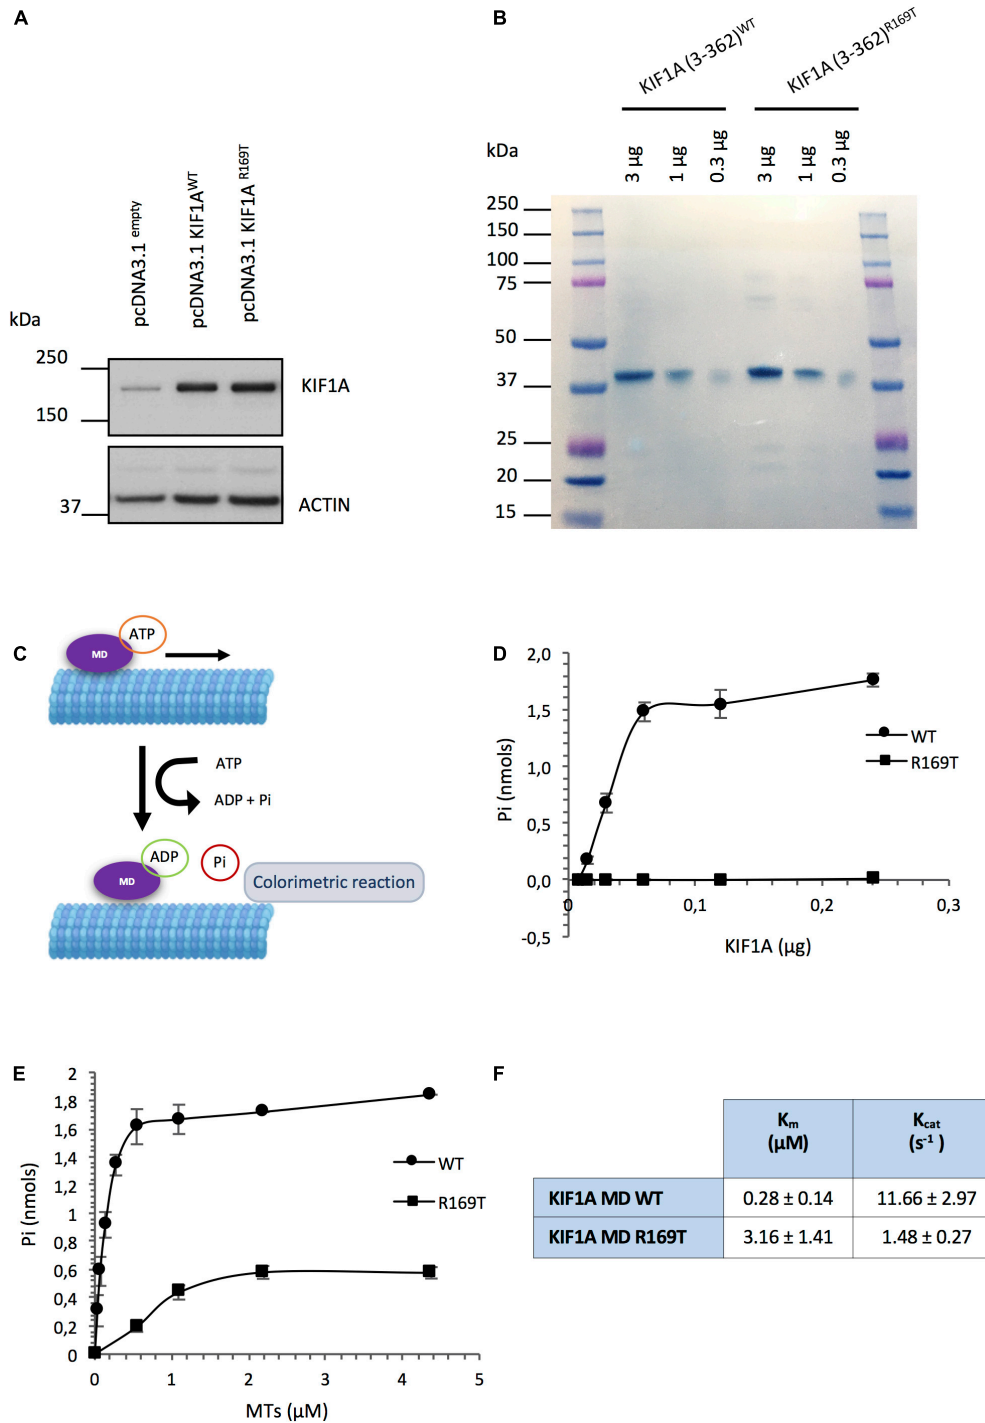 A
pcDNA3.1 empty
pcDNA3.1 KIF1A WT
pcDNA3.1 KIF1A R169T
kDa
250
150
37
KIF1A
ACTIN
B
KIF1A (3-362)WT
KIF1A (3-362)R169T
kDa
3 µg
1 µg
0.3 µg
3 µg
1 µg
0.3 µg
250
150
100
75
50
37
25
20
15
C
MD
ATP
ATP
ADP + Pi
MD
ADP
Pi
Colorimetric reaction
D
2,0
1,5
1,0
0,5
0,0
-0,5
Pi (nmols)
0
0,1
0,2
0,3
KIF1A (µg)
WT
R169T
E
2
1,8
1,6
1,4
1,2
1
0,8
0,6
0,4
0,2
0
Pi (nmols)
0
1
2
3
4
5
MTs (µM)
WT
R169T
F
Km (µM)
Kcat (s-1 )
KIF1A MD WT
0.28 ± 0.14
11.66 ± 2.97
KIF1A MD R169T
3.16 ± 1.41
1.48 ± 0.27